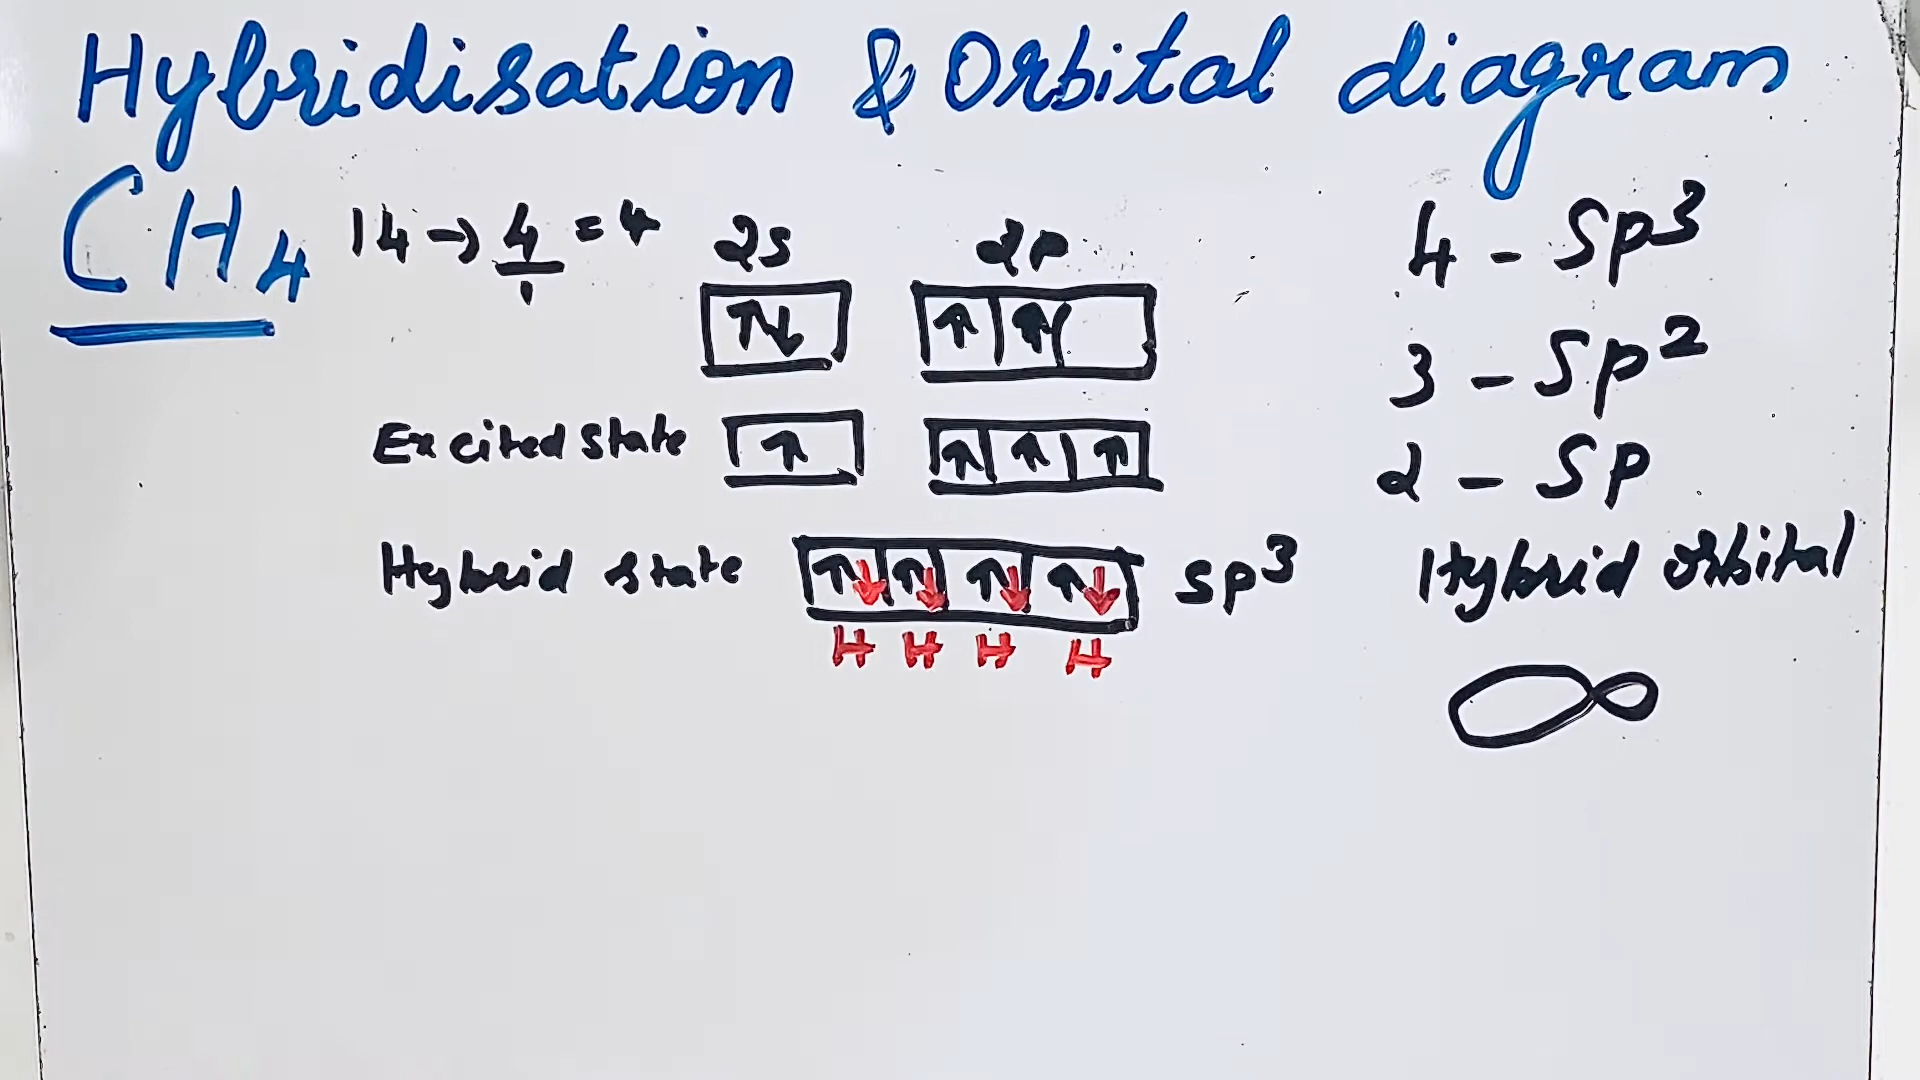 Hybridisation & Orbital diagram
CH4 14 → 4 = 4
2s 2p
Excited state
Hybrid state sp3
H H H H
4 - sp3
3 - sp2
2 - sp
Hybrid orbital